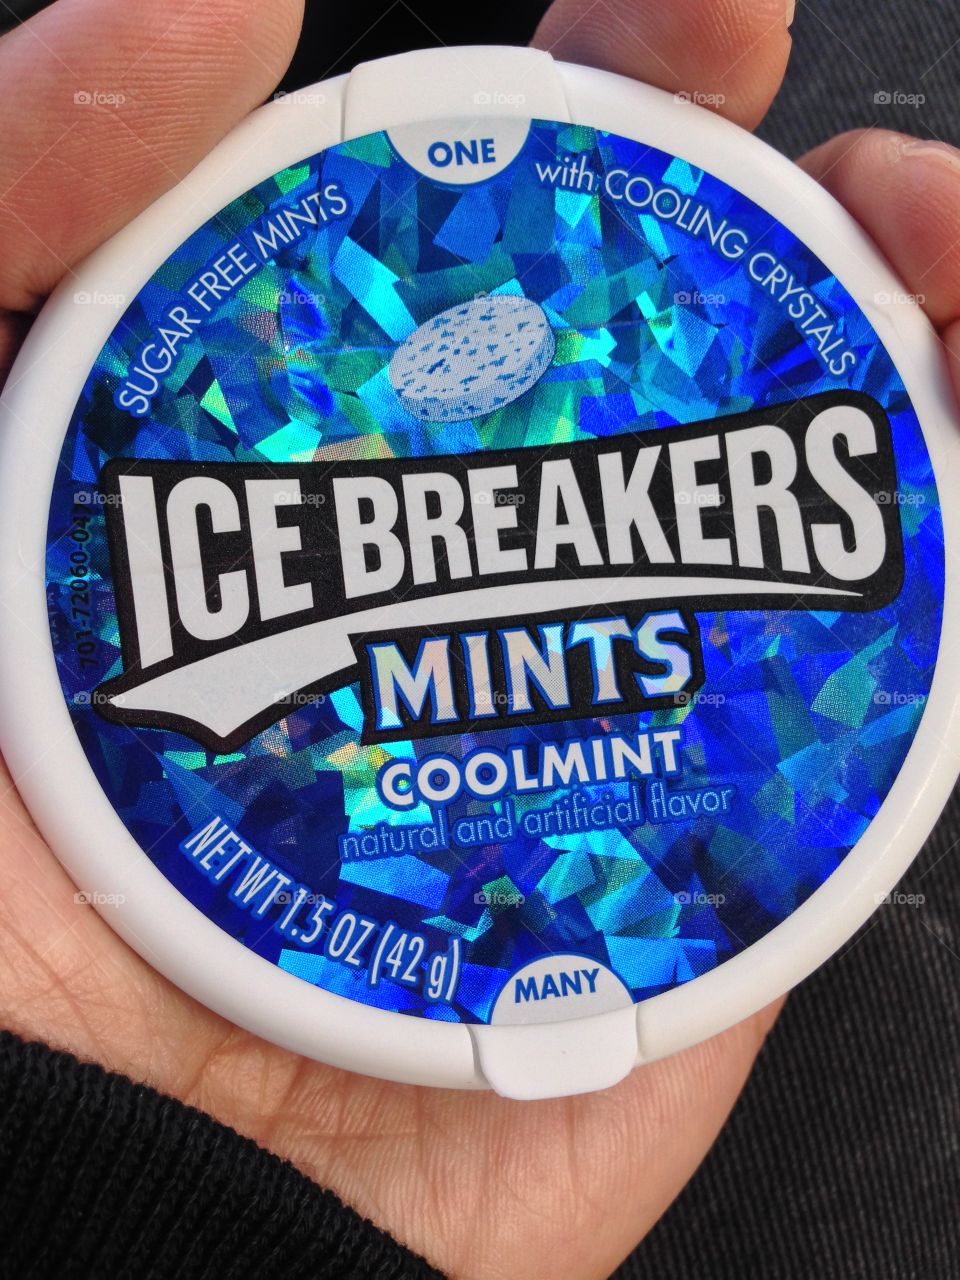 ONE
SUGAR FREE MINTS
with COOLING CRYSTALS
ICE BREAKERS
MINTS
COOLMINT
natural and artificial flavor
NET WT 1.5 OZ (42 g)
MANY
foap